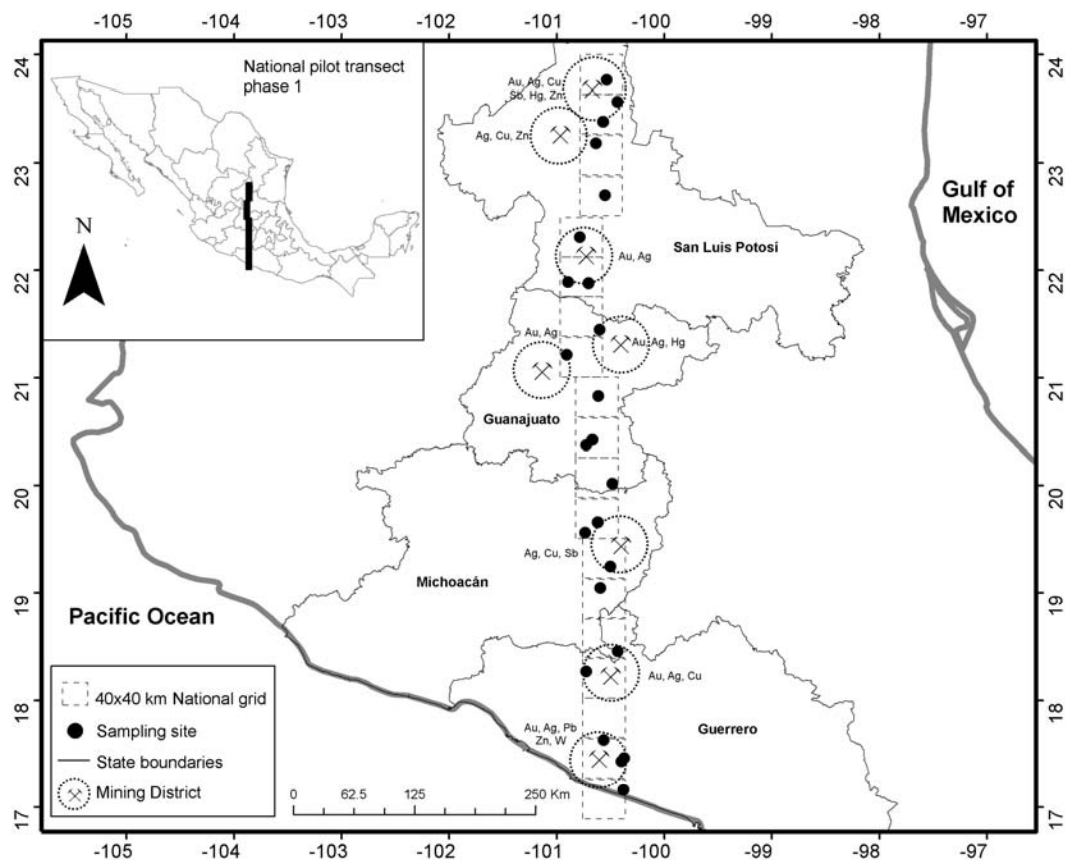 -105 -104 -103 -102 -101 -100 -99 -98 -97
24
23
22
21
20
19
18
17
National pilot transect
phase 1
N
Au, Ag, Cu
Sb, Hg, Zn
Ag, Cu, Zn
Gulf of
Mexico
San Luis Potosi
Au, Ag
Au, Ag
Au, Ag, Hg
Guanajuato
Ag, Cu, Sb
Michoacán
Pacific Ocean
Au, Ag, Cu
Au, Ag, Pb
Zn, W
Guerrero
40x40 km National grid
Sampling site
State boundaries
Mining District
0 62.5 125 250 Km
24
23
22
21
20
19
18
17
-105 -104 -103 -102 -101 -100 -99 -98 -97